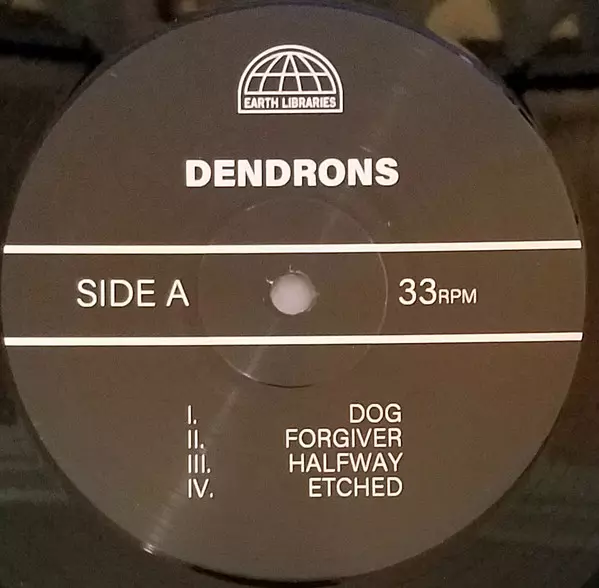 EARTH LIBRARIES
DENDRONS
SIDE A 33RPM
I. DOG
II. FORGIVER
III. HALFWAY
IV. ETCHED